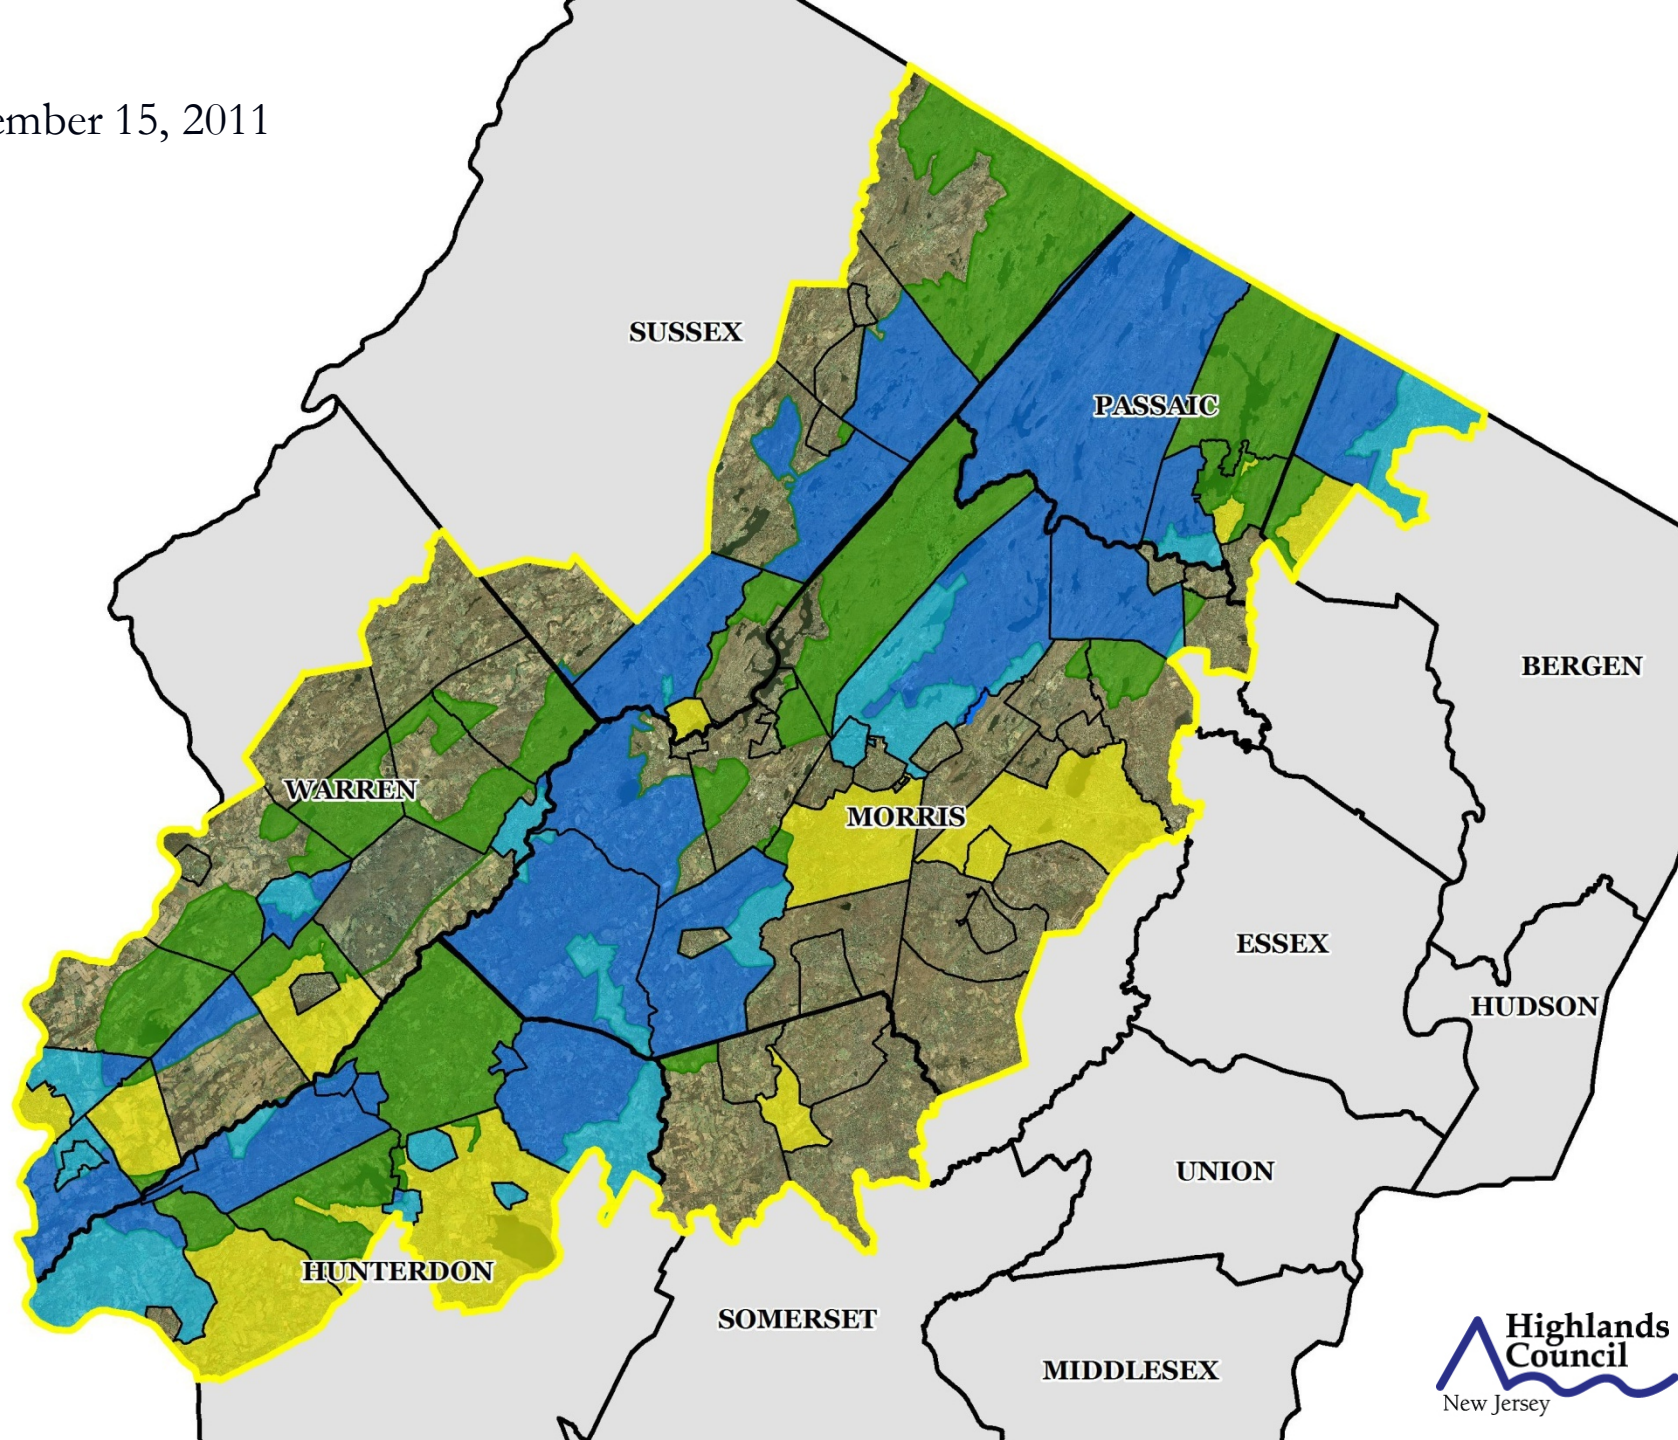 ember 15, 2011
SUSSEX
PASSAIC
BERGEN
WARREN
MORRIS
ESSEX
HUDSON
UNION
HUNTERDON
SOMERSET
MIDDLESEX
Highlands
Council
New Jersey